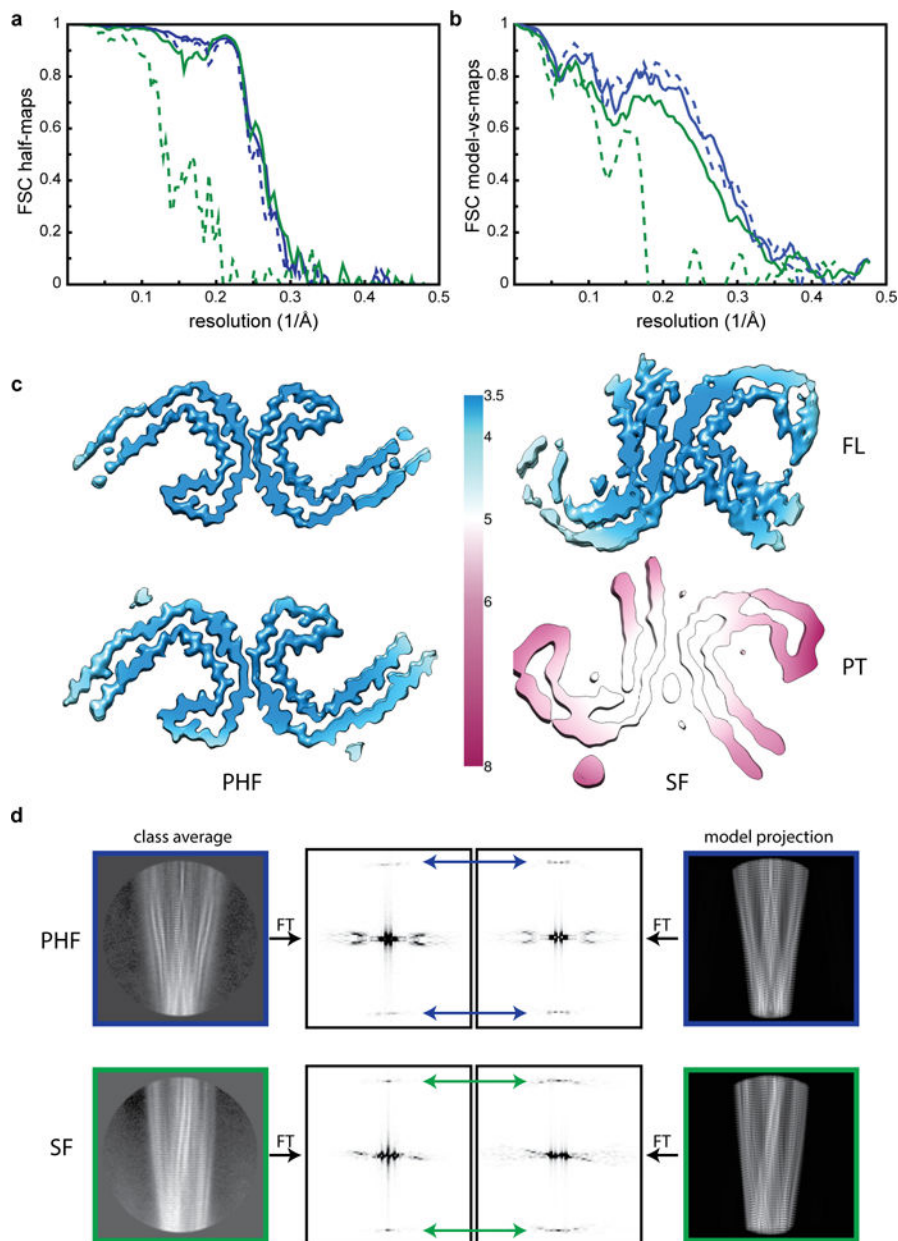 a
1
0.8
0.6
0.4
0.2
0
FSC half-maps
0.1 0.2 0.3 0.4 0.5
resolution (1/Å)
b
1
0.8
0.6
0.4
0.2
0
FSC model-vs-maps
0.1 0.2 0.3 0.4 0.5
resolution (1/Å)
c
3.5
4
5
6
8
FL
PT
PHF
SF
d
class average
model projection
PHF
FT
FT
SF
FT
FT